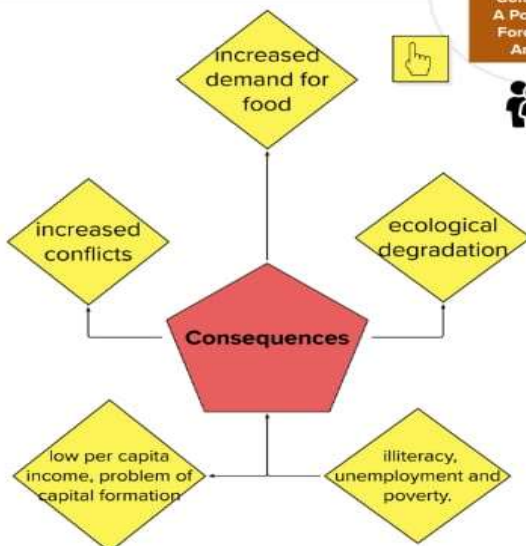 A Po
increased
demand for
food
increased
conflicts
ecological
degradation
Consequences
low per capita
income, problem of
capital formation
illiteracy,
unemployment and
poverty.